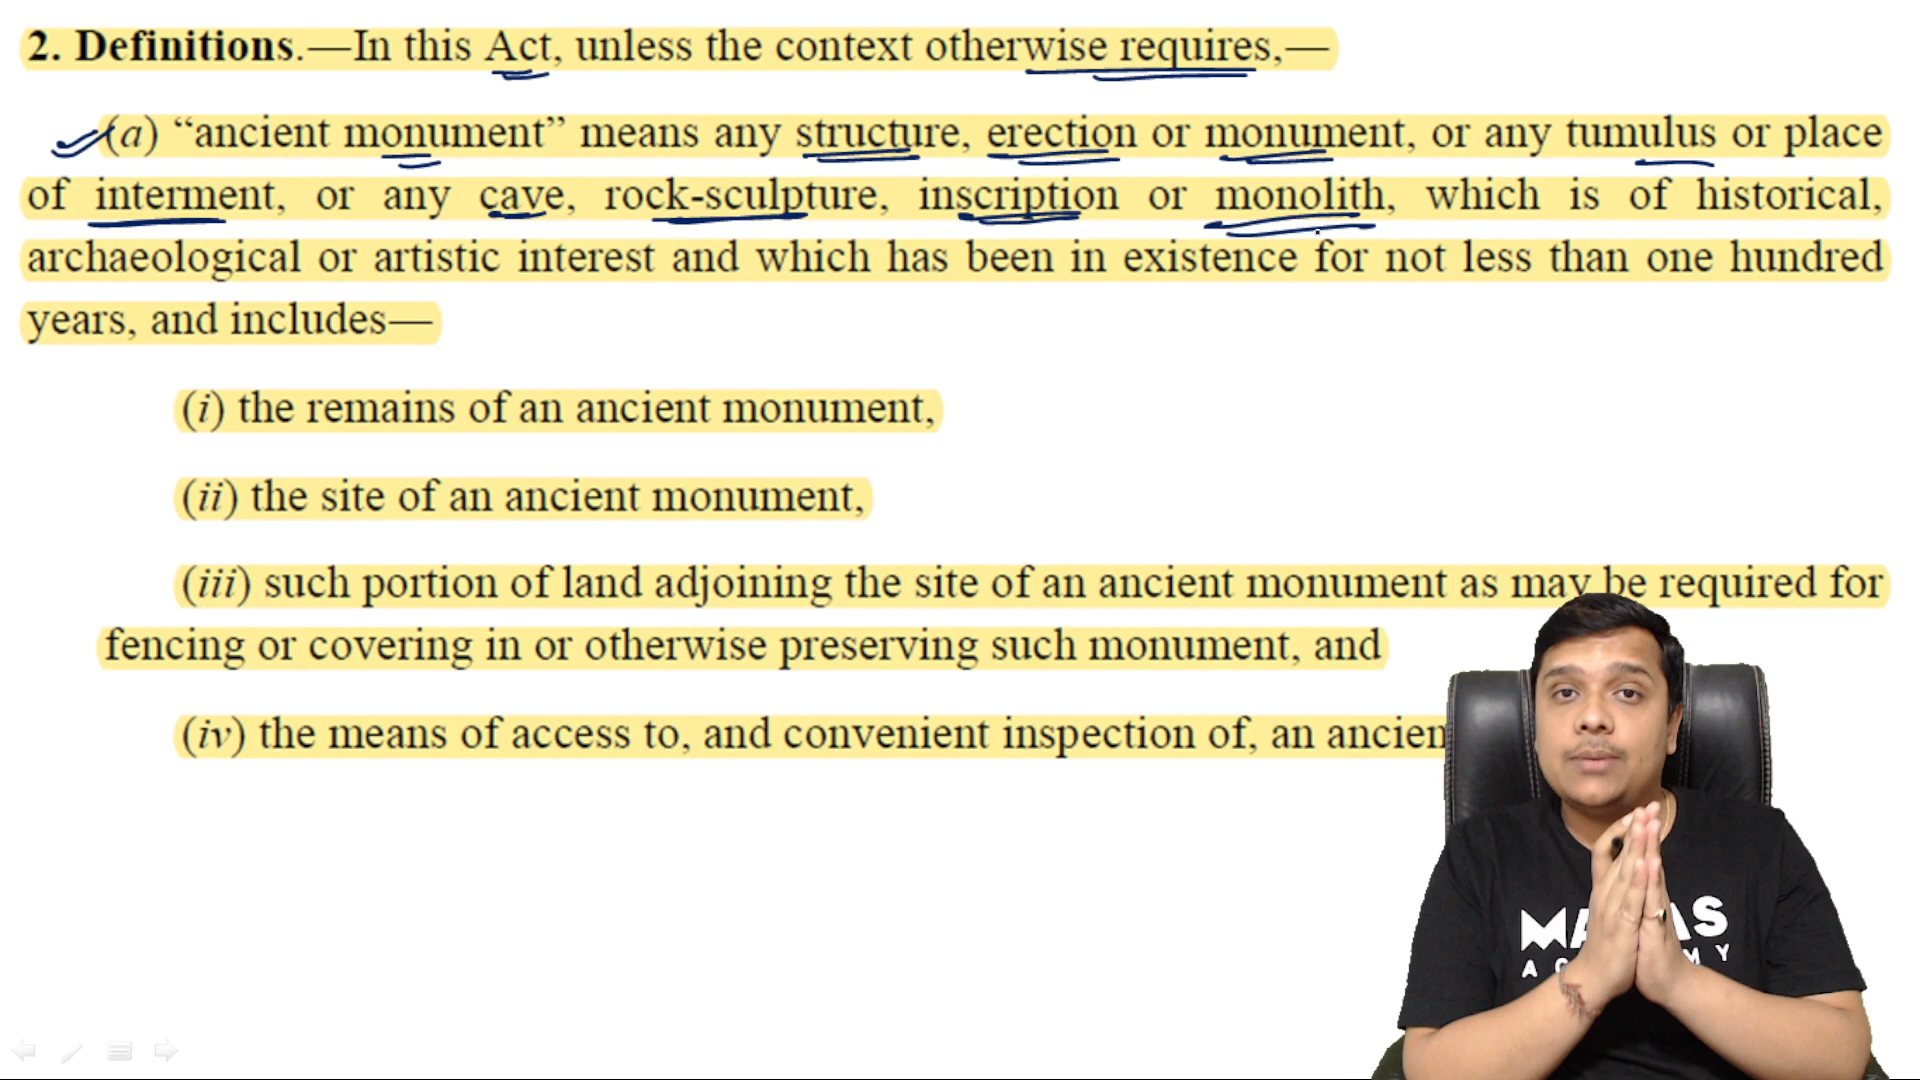 2. Definitions.—In this Act, unless the context otherwise requires,—
(a) “ancient monument” means any structure, erection or monument, or any tumulus or place
of interment, or any cave, rock-sculpture, inscription or monolith, which is of historical,
archaeological or artistic interest and which has been in existence for not less than one hundred
years, and includes—
(i) the remains of an ancient monument,
(ii) the site of an ancient monument,
(iii) such portion of land adjoining the site of an ancient monument as may be required for
fencing or covering in or otherwise preserving such monument, and
(iv) the means of access to, and convenient inspection of, an